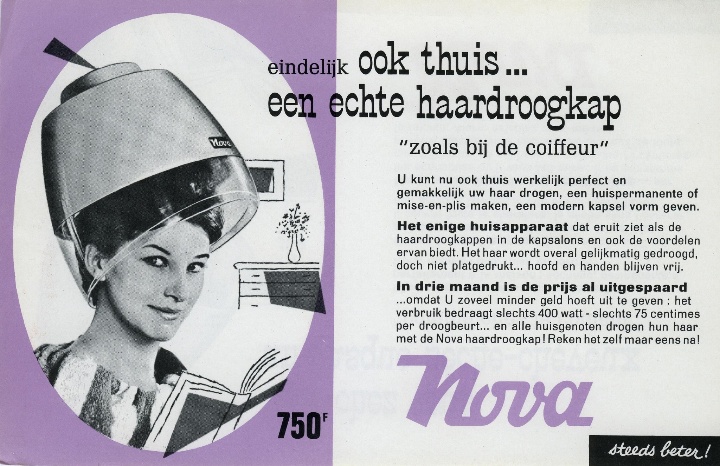 eindelijk ook thuis...
een echte haardroogkap
"zoals bij de coiffeur"
U kunt nu ook thuis werkelijk perfect en
gemakkelijk uw haar drogen, een huispermanente of
mise-en-plis maken, een modern kapsel vorm geven.
Het enige huisapparaat dat eruit ziet als de
haardroogkappen in de kapsalons en ook de voordelen
ervan biedt. Het haar wordt overal gelijkmatig gedroogd,
doch niet platgedrukt... hoofd en handen blijven vrij.
In drie maand is de prijs al uitgespaard
...omdat U zoveel minder geld hoeft uit te geven : het
verbruik bedraagt slechts 400 watt - slechts 75 centimes
per droogbeurt... en alle huisgenoten drogen hun haar
met de Nova haardroogkap! Reken het zelf maar eens na!
Nova
Nova
750F
steeds beter!